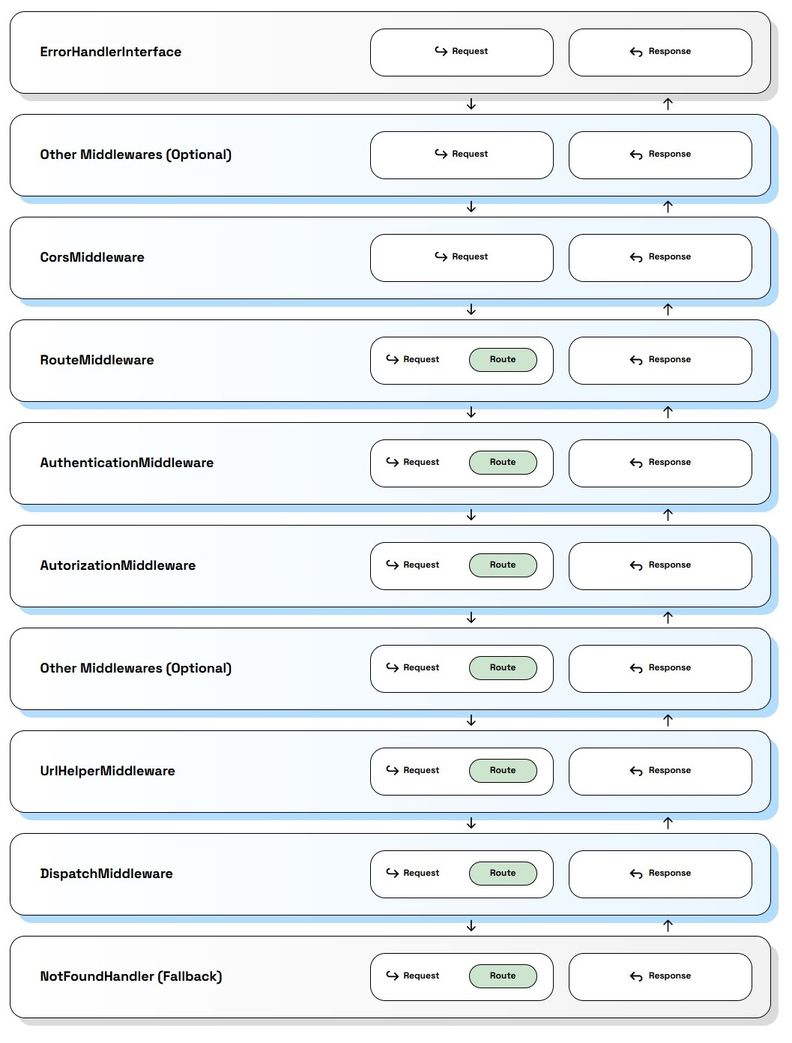 ErrorHandlerInterface
Request
Response
Other Middlewares (Optional)
Request
Response
CorsMiddleware
Request
Response
RouteMiddleware
Request
Route
Response
AuthenticationMiddleware
Request
Route
Response
AutorizationMiddleware
Request
Route
Response
Other Middlewares (Optional)
Request
Route
Response
UrlHelperMiddleware
Request
Route
Response
DispatchMiddleware
Request
Route
Response
NotFoundHandler (Fallback)
Request
Route
Response